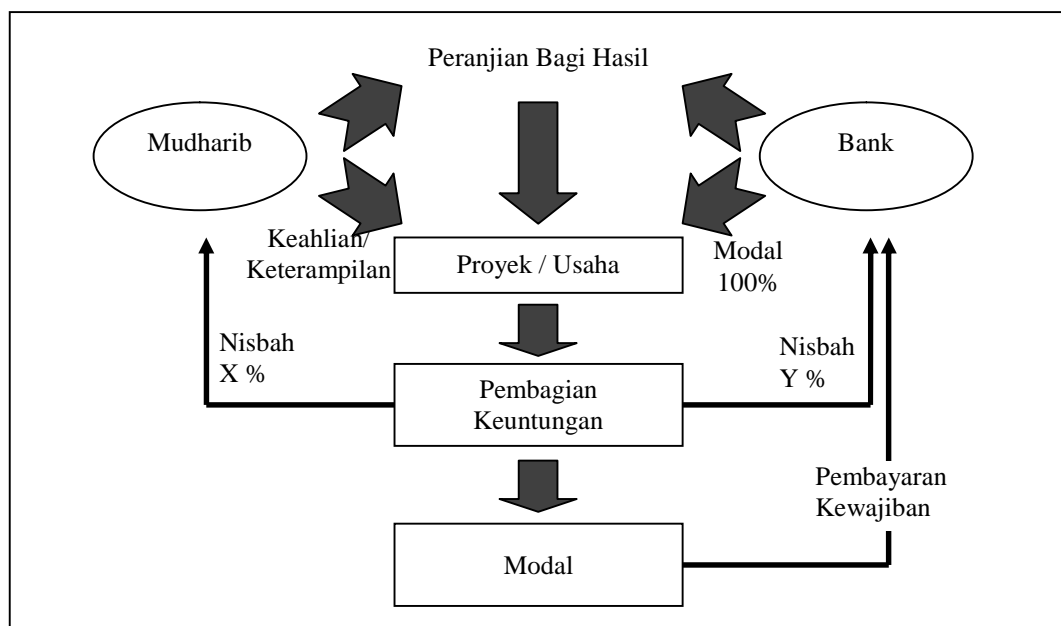 Peranjian Bagi Hasil
Mudharib
Bank
Keahlian/
Keterampilan
Proyek / Usaha
Modal
100%
Nisbah
X %
Nisbah
Y %
Pembagian
Keuntungan
Pembayaran
Kewajiban
Modal